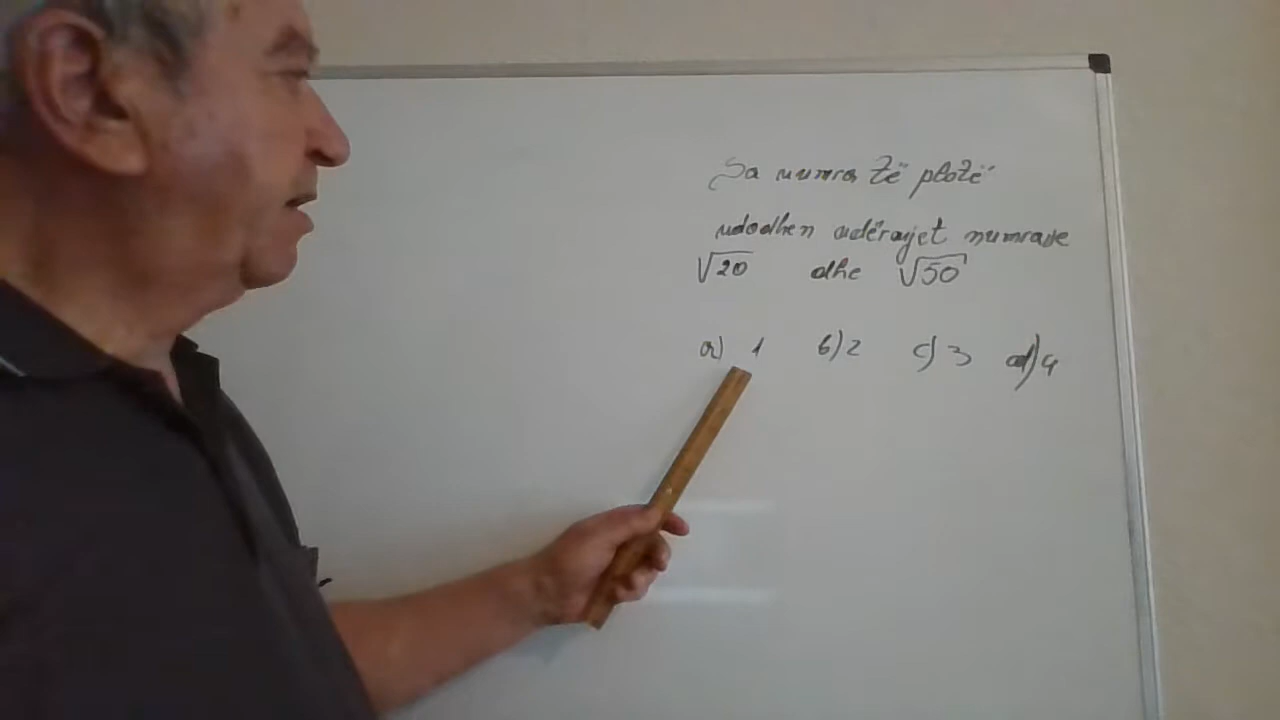 Sa numra të plotë
ndodhen ndërmjet numrave
√20 dhe √50
a) 1 b) 2 c) 3 d) 4